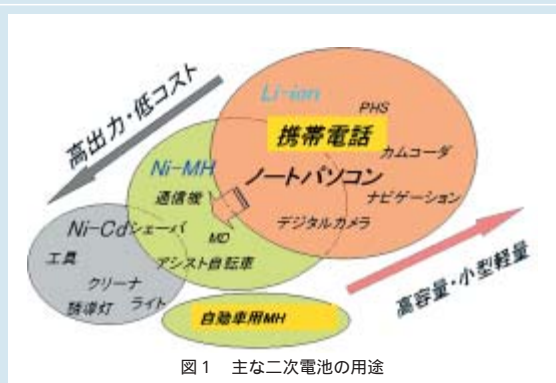 高出力・低コスト
Li-ion
PHS
携帯電話
カムコーダ
Ni-MH
ノートパソコン
通信機
ナビゲーション
デジタルカメラ
Ni-Cd
シェーバ
MD
工具
アシスト自転車
クリーナ
誘導灯
ライト
高容量・小型軽量
自動車用MH
図1 主な二次電池の用途